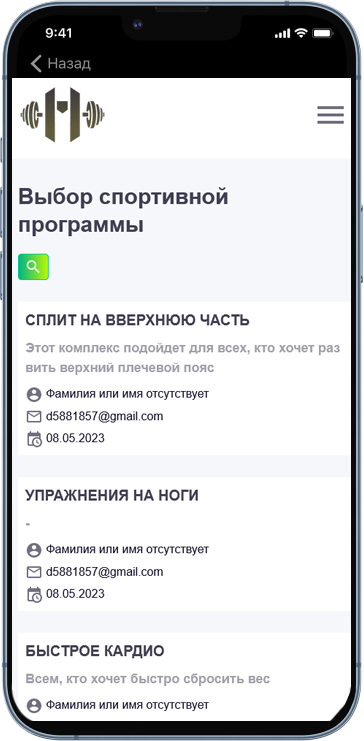 9:41
Назад
Выбор спортивной
программы
СПЛИТ НА ВВЕРХНЮЮ ЧАСТЬ
Этот комплекс подойдет для всех, кто хочет раз
вить верхний плечевой пояс
Фамилия или имя отсутствует
d5881857@gmail.com
08.05.2023
УПРАЖНЕНИЯ НА НОГИ
-
Фамилия или имя отсутствует
d5881857@gmail.com
08.05.2023
БЫСТРОЕ КАРДИО
Всем, кто хочет быстро сбросить вес
Фамилия или имя отсутствует